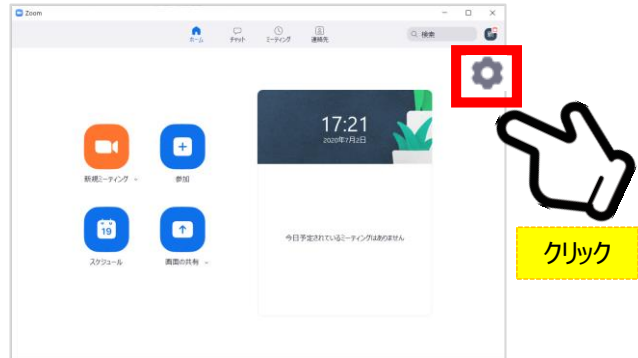 Zoom
ホーム
チャット
ミーティング
連絡先
検索
17:21
2020年7月2日
新規ミーティング
参加
19
スケジュール
画面の共有
今日予定されているミーティングはありません
クリック